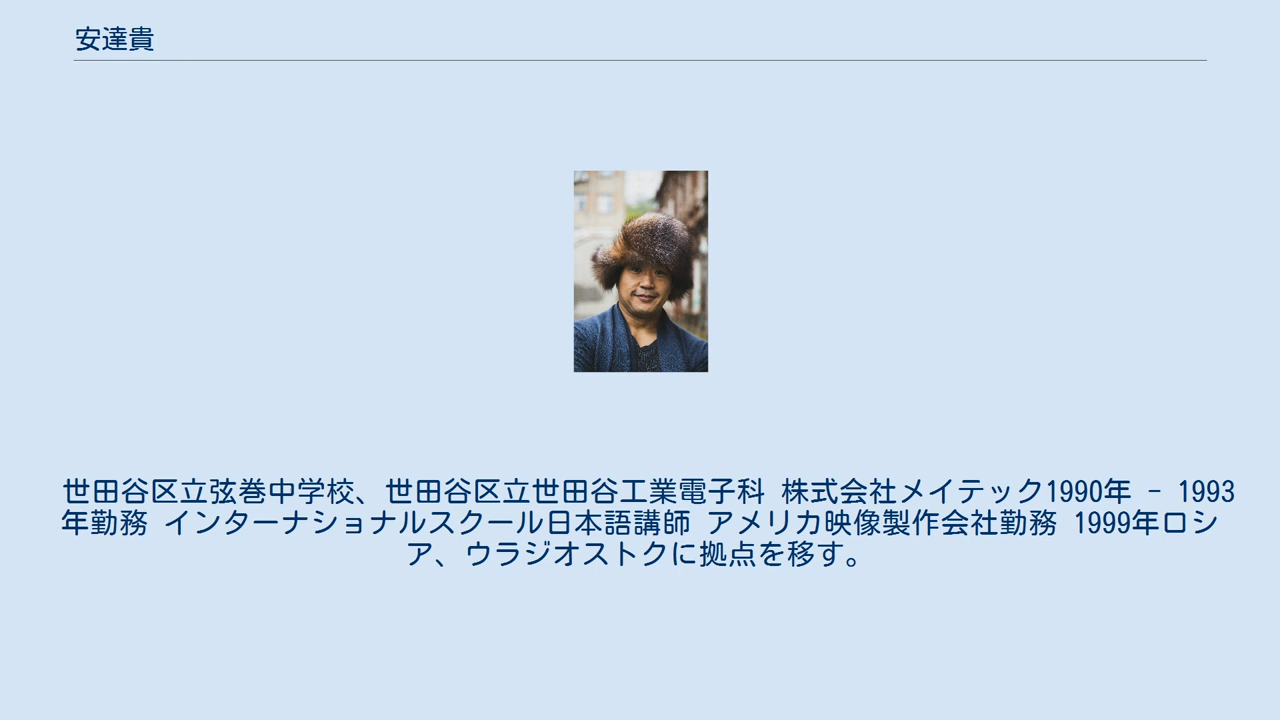 安達貴
世田谷区立弦巻中学校、世田谷区立世田谷工業電子科 株式会社メイテック1990年 - 1993
年勤務 インターナショナルスクール日本語講師 アメリカ映像製作会社勤務 1999年ロシ
ア、ウラジオストクに拠点を移す。